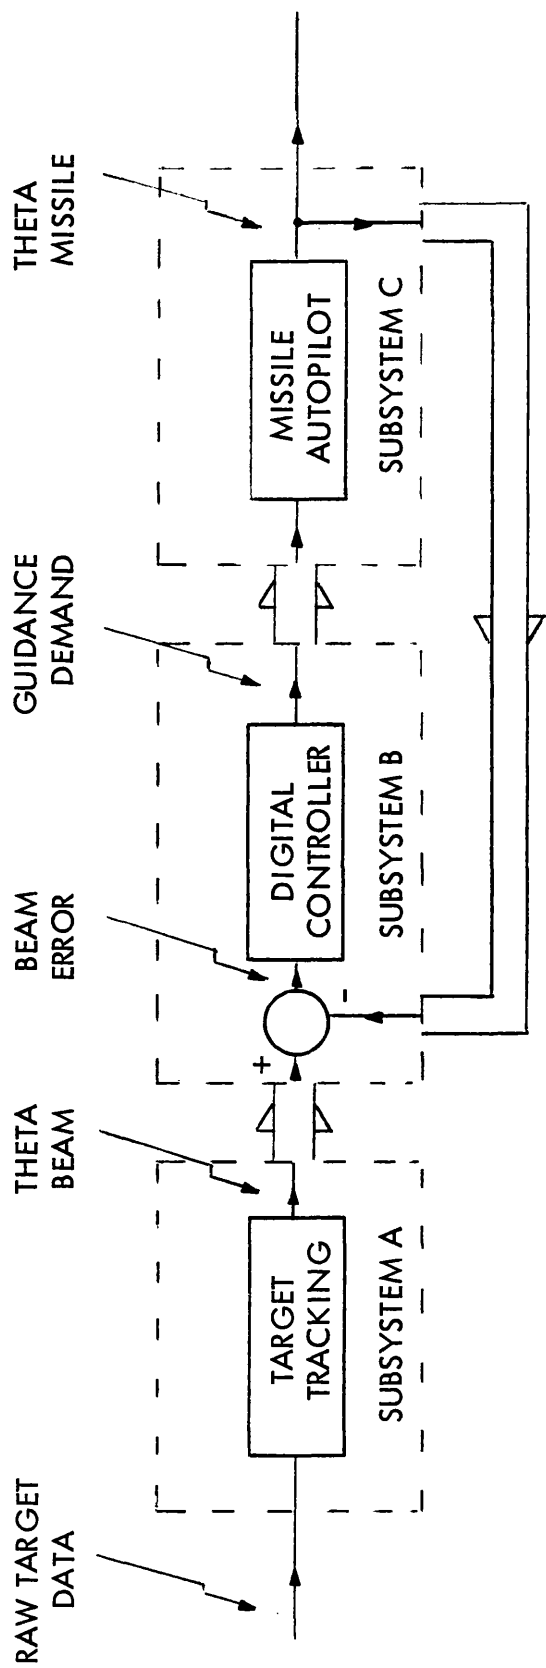 RAW TARGET
DATA
THETA
BEAM
BEAM
ERROR
GUIDANCE
DEMAND
THETA
MISSILE
TARGET
TRACKING
SUBSYSTEM A
+
-
DIGITAL
CONTROLLER
SUBSYSTEM B
MISSILE
AUTOPILOT
SUBSYSTEM C